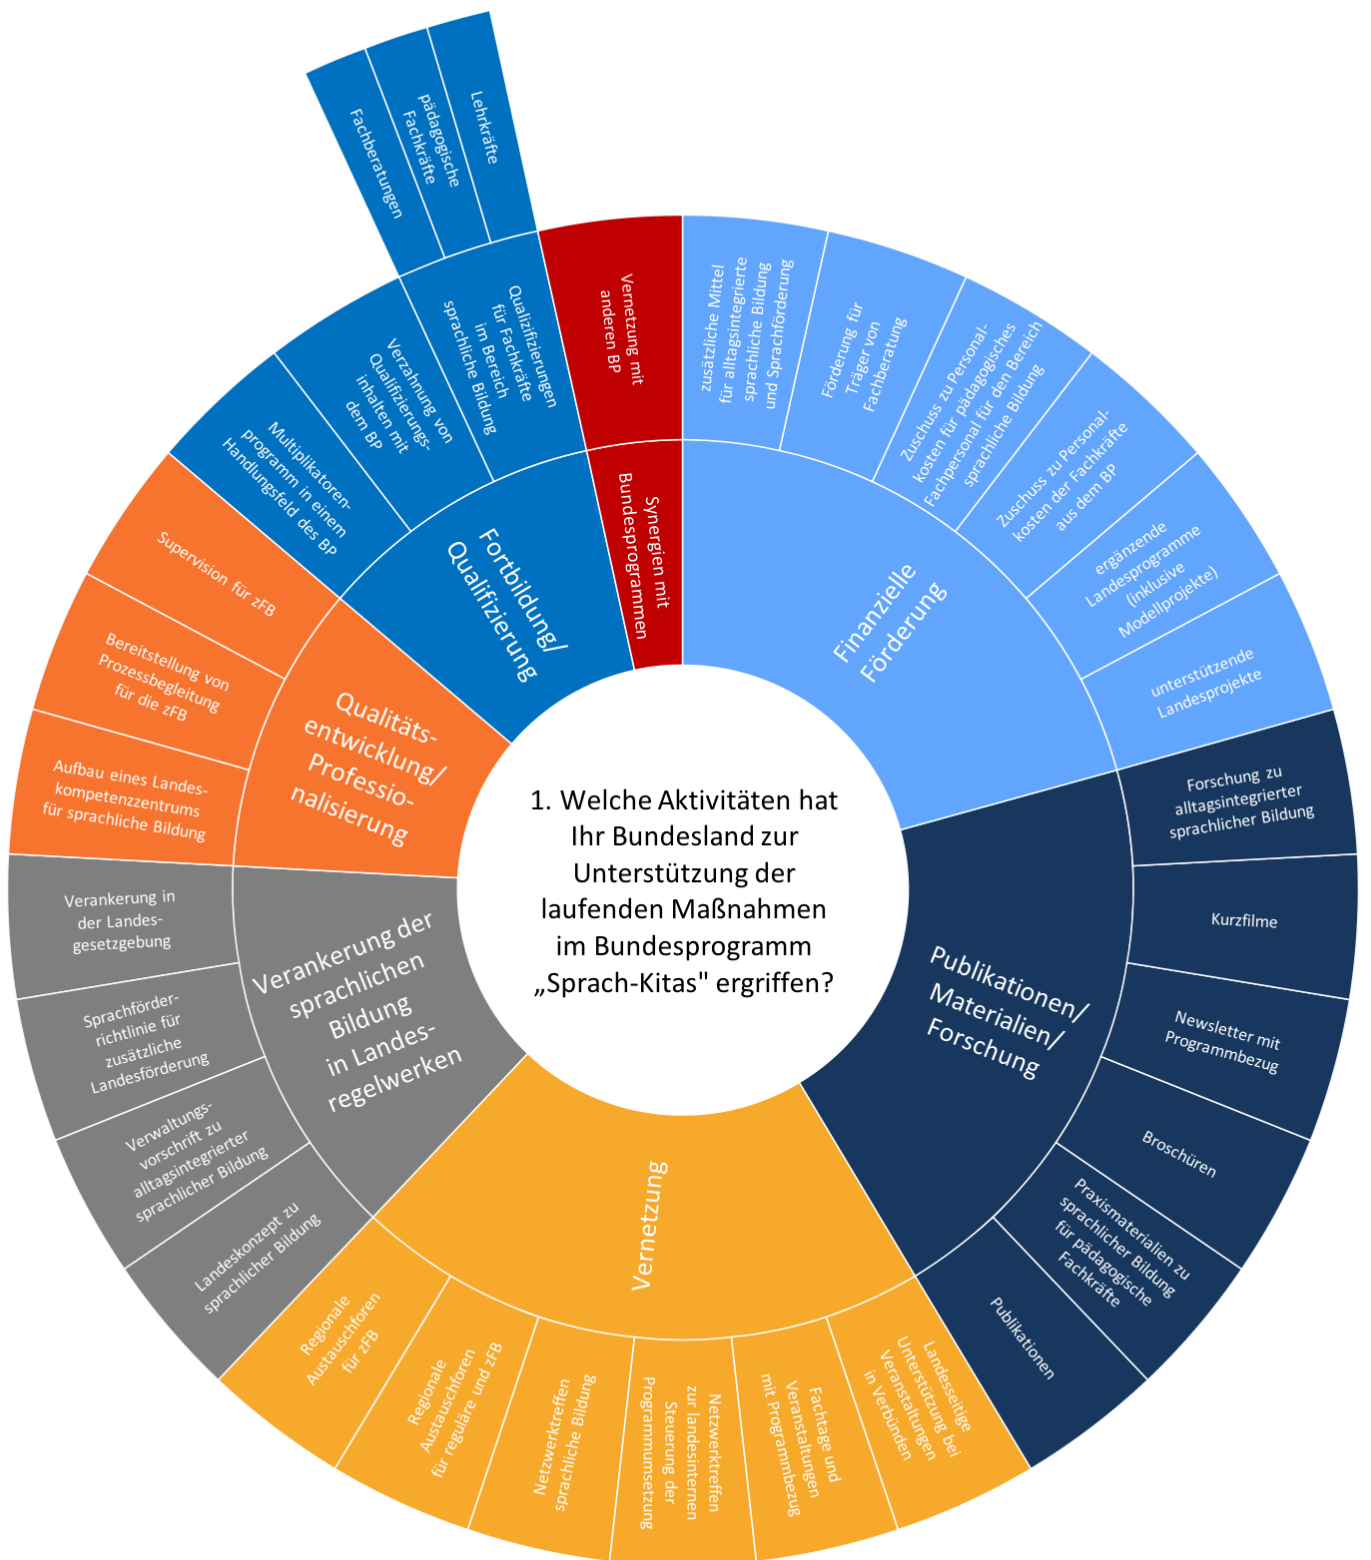 1. Welche Aktivitäten hat
Ihr Bundesland zur
Unterstützung der
laufenden Maßnahmen
im Bundesprogramm
„Sprach-Kitas" ergriffen?
Finanzielle
Förderung
zusätzliche Mittel
für alltagsintegrierte
sprachliche Bildung
und Sprachförderung
Förderung für
Träger von
Fachberatung
Zuschuss zu Personal-
kosten für pädagogisches
Fachpersonal für den Bereich
sprachliche Bildung
Zuschuss zu Personal-
kosten der Fachkräfte
aus dem BP
ergänzende
Landesprogramme
(inklusive
Modellprojekte)
unterstützende
Landesprojekte
Publikationen/
Materialien/
Forschung
Forschung zu
alltagsintegrierter
sprachlicher Bildung
Kurzfilme
Newsletter mit
Programmbezug
Broschüren
Praxismaterialien zu
sprachlicher Bildung
für pädagogische
Fachkräfte
Publikationen
Vernetzung
Landesseitige
Unterstützung bei
Veranstaltungen
in Verbünden
Fachtage und
Veranstaltungen
mit Programmbezug
Netzwerktreffen
zur landesinternen
Steuerung der
Programmumsetzung
Netzwerktreffen
sprachliche Bildung
Regionale
Austauschforen
für reguläre und zFB
Regionale
Austauschforen
für zFB
Verankerung der
sprachlichen
Bildung
in Landes-
regelwerken
Landeskonzept zu
sprachlicher Bildung
Verwaltungs-
vorschrift zu
alltagsintegrierter
sprachlicher Bildung
Sprachförder-
richtlinie für
zusätzliche
Landesförderung
Verankerung in
der Landes-
gesetzgebung
Qualitäts-
entwicklung/
Professio-
nalisierung
Aufbau eines Landes-
kompetenzzentrums
für sprachliche Bildung
Bereitstellung von
Prozessbegleitung
für die zFB
Supervision für zFB
Fortbildung/
Qualifizierung
Multiplikatoren-
programm in einem
Handlungsfeld des BP
Verzahnung von
Qualifizierungs-
inhalten mit
dem BP
Qualizifizierungen
für Fachkräfte
im Bereich
sprachliche Bildung
Fachberatungen
pädagogische
Fachkräfte
Lehrkräfte
Synergien mit
Bundesprogrammen
Vernetzung mit
anderen BP